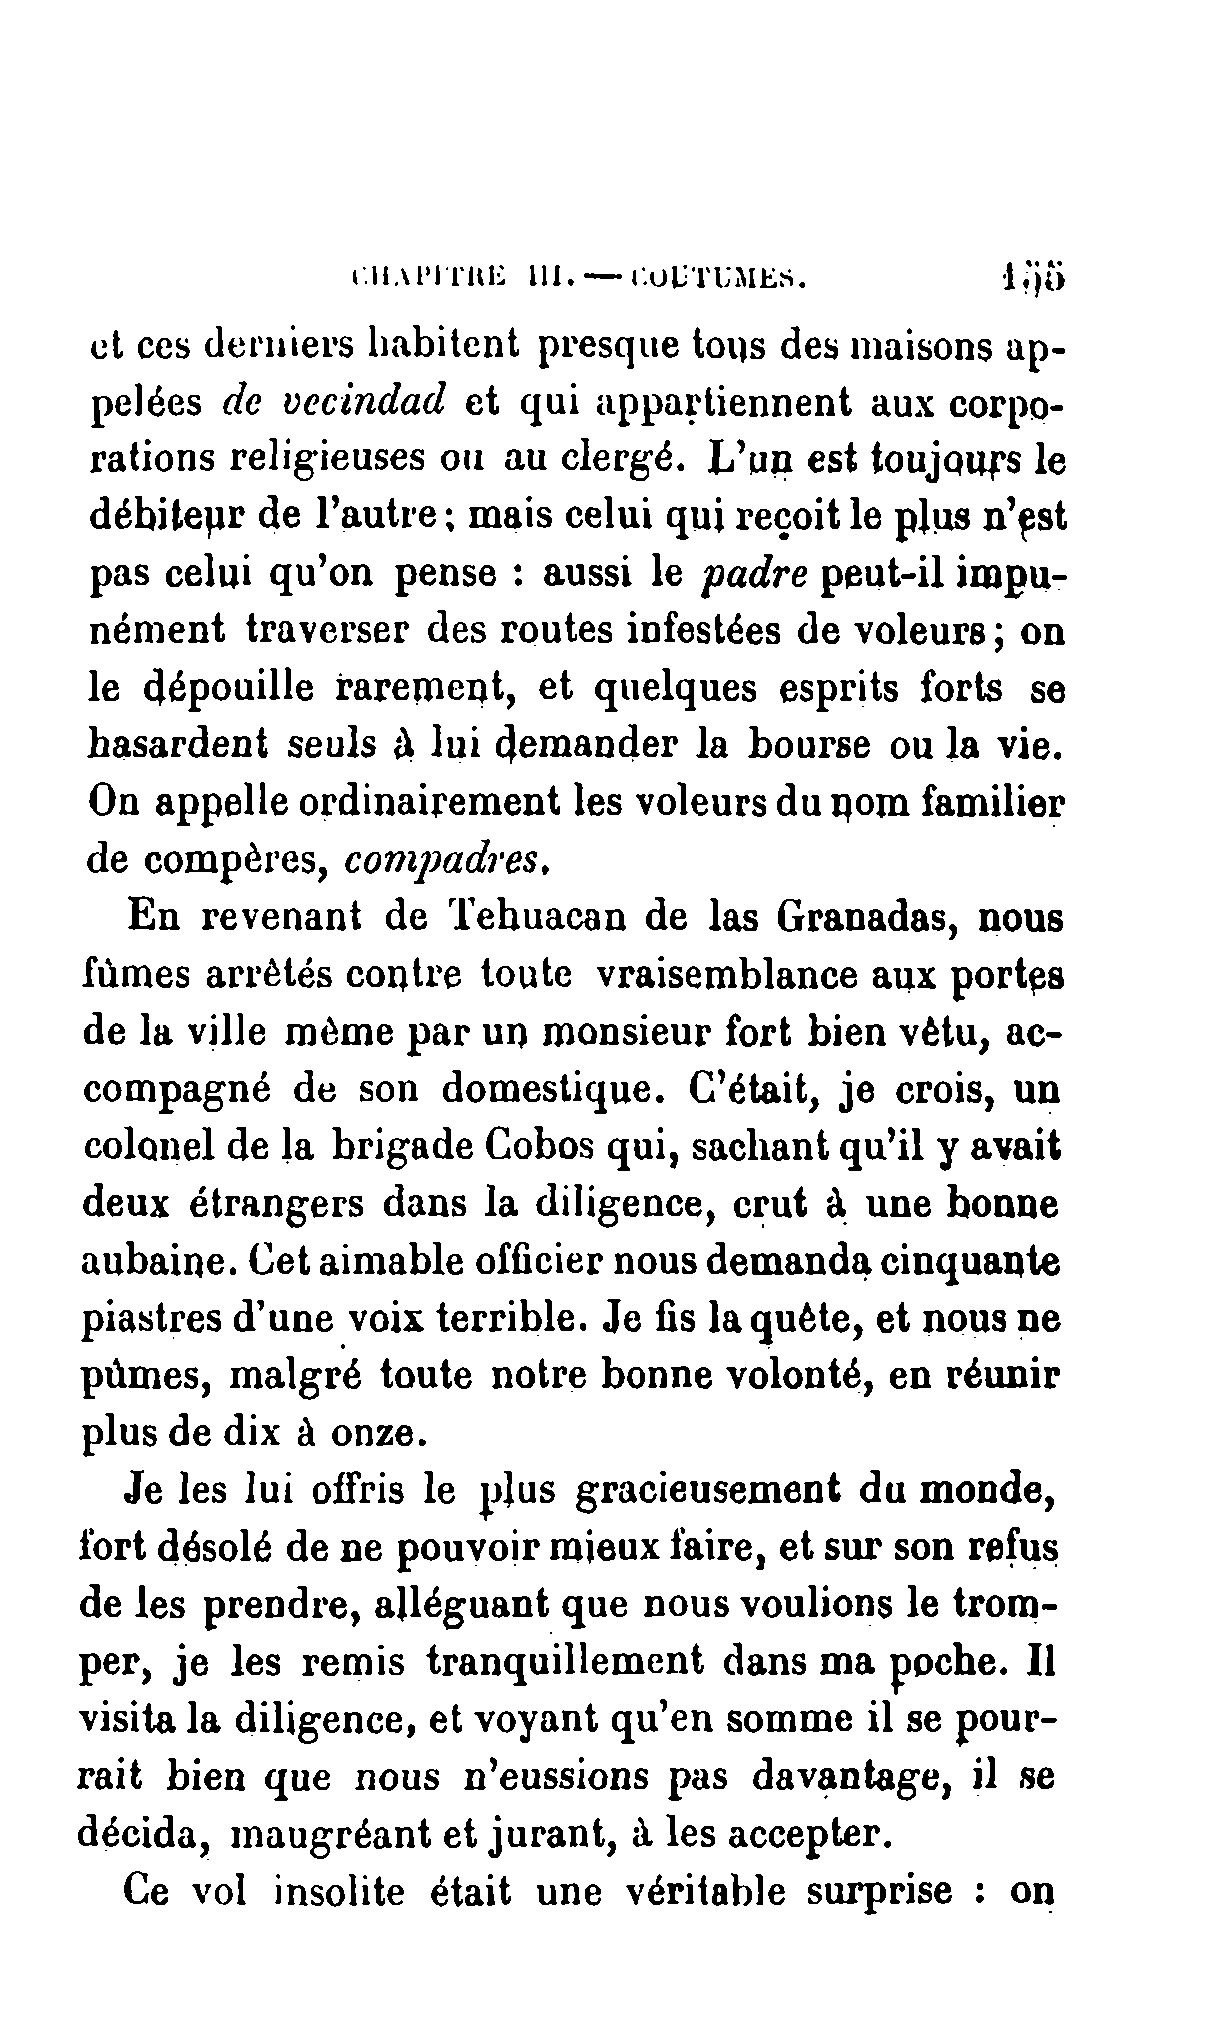 CHAPITRE III. — COUTUMES. 155
et ces derniers habitent presque tous des maisons ap-
pelées de vecindad et qui appartiennent aux corpo-
rations religieuses ou au clergé. L'un est toujours le
débiteur de l'autre; mais celui qui reçoit le plus n'est
pas celui qu'on pense : aussi le padre peut-il impu-
nément traverser des routes infestées de voleurs; on
le dépouille rarement, et quelques esprits forts se
hasardent seuls à lui demander la bourse ou la vie.
On appelle ordinairement les voleurs du nom familier
de compères, compadres.
En revenant de Tehuacan de las Granadas, nous
fûmes arrêtés contre toute vraisemblance aux portes
de la ville même par un monsieur fort bien vêtu, ac-
compagné de son domestique. C'était, je crois, un
colonel de la brigade Cobos qui, sachant qu'il y avait
deux étrangers dans la diligence, crut à une bonne
aubaine. Cet aimable officier nous demanda cinquante
piastres d'une voix terrible. Je fis la quête, et nous ne
pûmes, malgré toute notre bonne volonté, en réunir
plus de dix à onze.
Je les lui offris le plus gracieusement du monde,
fort désolé de ne pouvoir mieux faire, et sur son refus
de les prendre, alléguant que nous voulions le trom-
per, je les remis tranquillement dans ma poche. Il
visita la diligence, et voyant qu'en somme il se pour-
rait bien que nous n'eussions pas davantage, il se
décida, maugréant et jurant, à les accepter.
Ce vol insolite était une véritable surprise : on